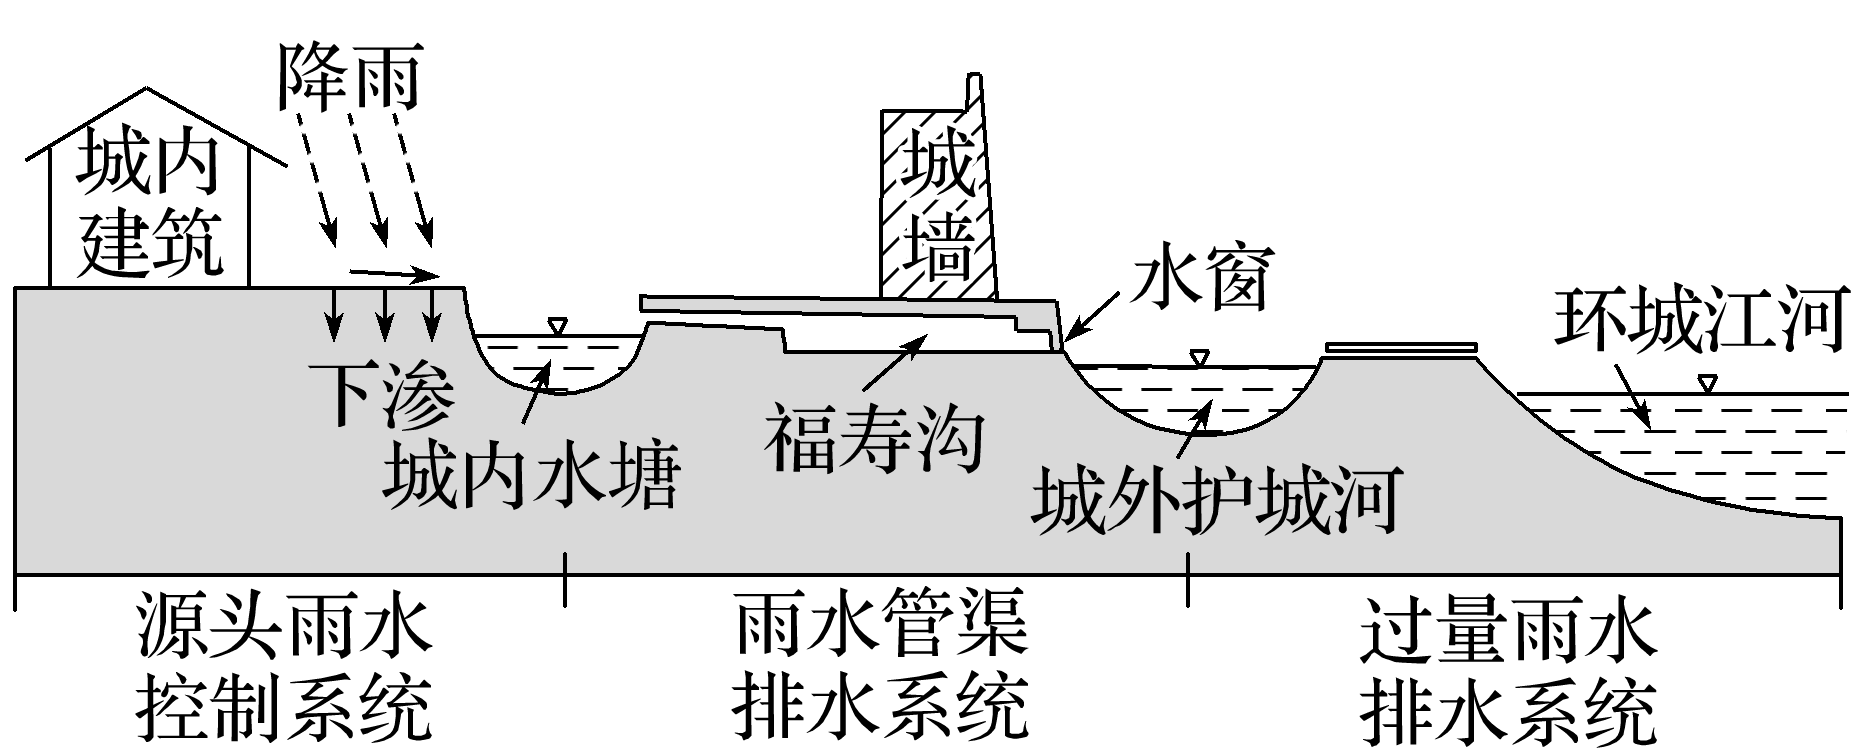 降雨
城内
建筑
城
墙
水窗
环城江河
下渗
城内水塘
福寿沟
城外护城河
源头雨水
控制系统
雨水管渠
排水系统
过量雨水
排水系统